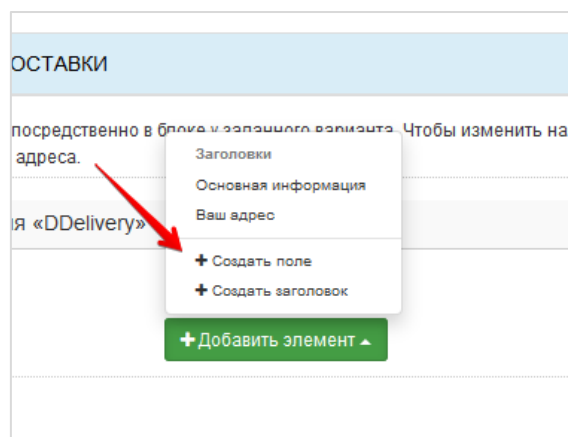 ОСТАВКИ
посредственно в блоке у заданного варианта. Чтобы изменить на
адреса.
Заголовки
Основная информация
Ваш адрес
я «DDelivery»
+ Создать поле
+ Создать заголовок
+ Добавить элемент